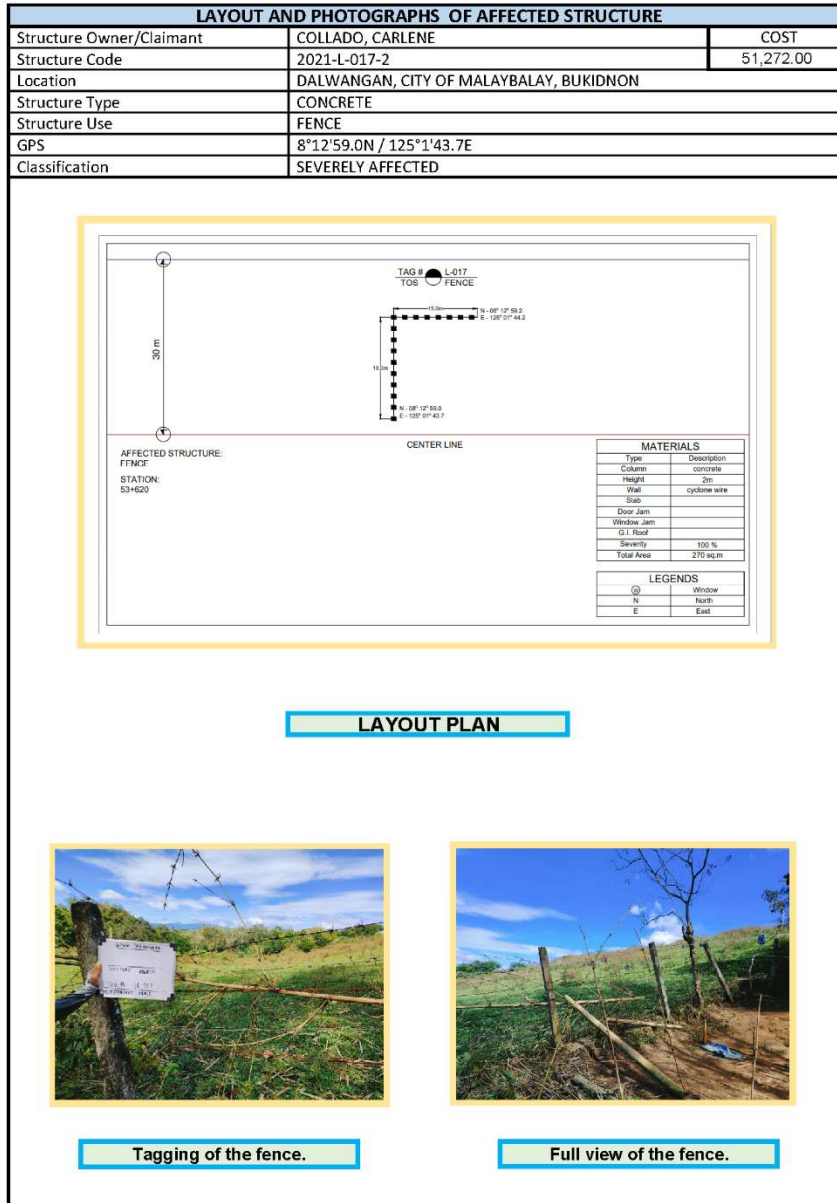 LAYOUT AND PHOTOGRAPHS OF AFFECTED STRUCTURE
Structure Owner/Claimant COLLADO, CARLENE COST
Structure Code 2021-L-017-2 51,272.00
Location DALWANGAN, CITY OF MALAYBALAY, BUKIDNON
Structure Type CONCRETE
Structure Use FENCE
GPS 8°12'59.0N / 125°1'43.7E
Classification SEVERELY AFFECTED
TAG # L-017
TOS FENCE
15.0m
N - 08° 12" 59.2
E - 125° 01" 44.2
30 m
10.0m
N - 08° 12" 59.0
E - 125° 01" 43.7
CENTER LINE
AFFECTED STRUCTURE:
FENCE
STATION:
53+620
MATERIALS
Type Description
Column concrete
Height 2m
Wall cyclone wire
Slab
Door Jam
Window Jam
G.I. Roof
Severity 100 %
Total Area 270 sq.m
LEGENDS
W Window
N North
E East
LAYOUT PLAN
Tagging of the fence.
Full view of the fence.